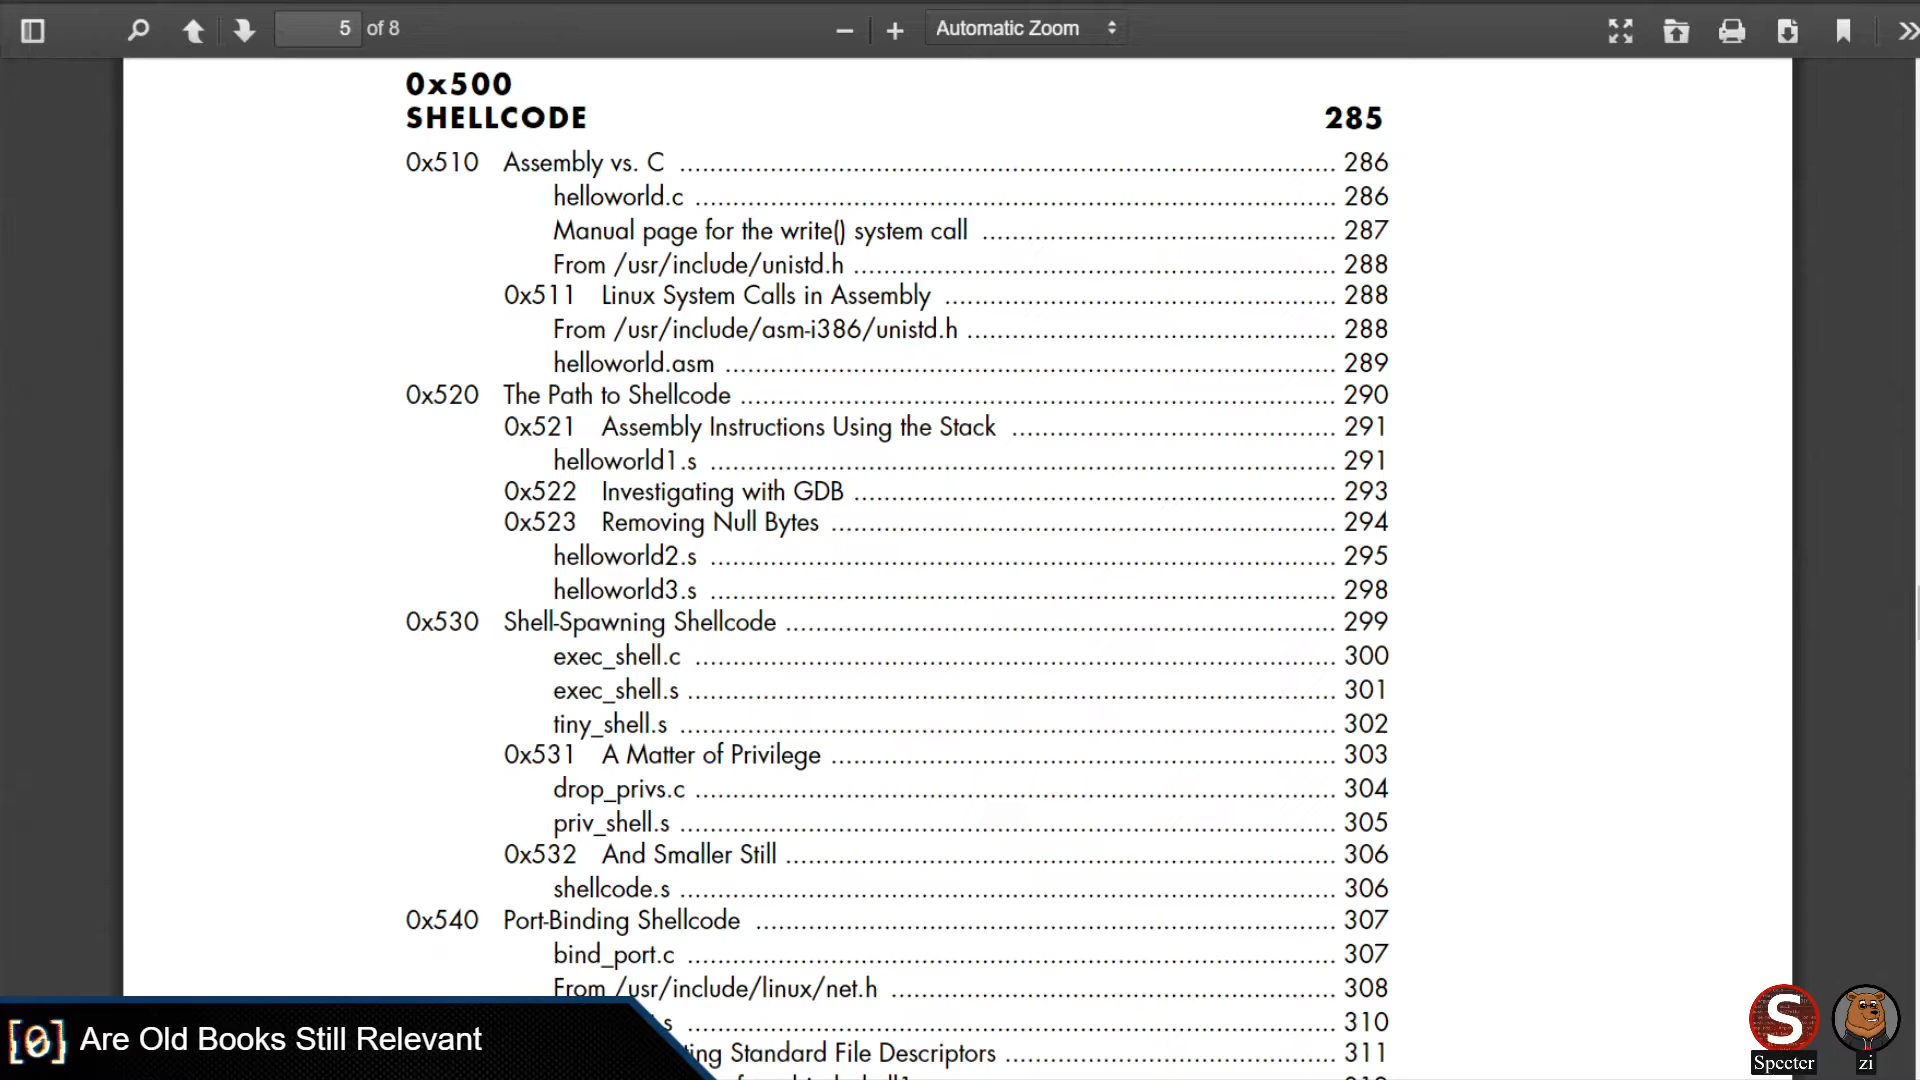 5 of 8
Automatic Zoom
0x500
SHELLCODE 285
0x510 Assembly vs. C ........ 286
helloworld.c ........ 286
Manual page for the write() system call ........ 287
From /usr/include/unistd.h ........ 288
0x511 Linux System Calls in Assembly ........ 288
From /usr/include/asm-i386/unistd.h ........ 288
helloworld.asm ........ 289
0x520 The Path to Shellcode ........ 290
0x521 Assembly Instructions Using the Stack ........ 291
helloworld1.s ........ 291
0x522 Investigating with GDB ........ 293
0x523 Removing Null Bytes ........ 294
helloworld2.s ........ 295
helloworld3.s ........ 298
0x530 Shell-Spawning Shellcode ........ 299
exec_shell.c ........ 300
exec_shell.s ........ 301
tiny_shell.s ........ 302
0x531 A Matter of Privilege ........ 303
drop_privs.c ........ 304
priv_shell.s ........ 305
0x532 And Smaller Still ........ 306
shellcode.s ........ 306
0x540 Port-Binding Shellcode ........ 307
bind_port.c ........ 307
From /usr/include/linux/net.h ........ 308
.s ........ 310
ting Standard File Descriptors ........ 311
[0] Are Old Books Still Relevant
S
Specter
zi